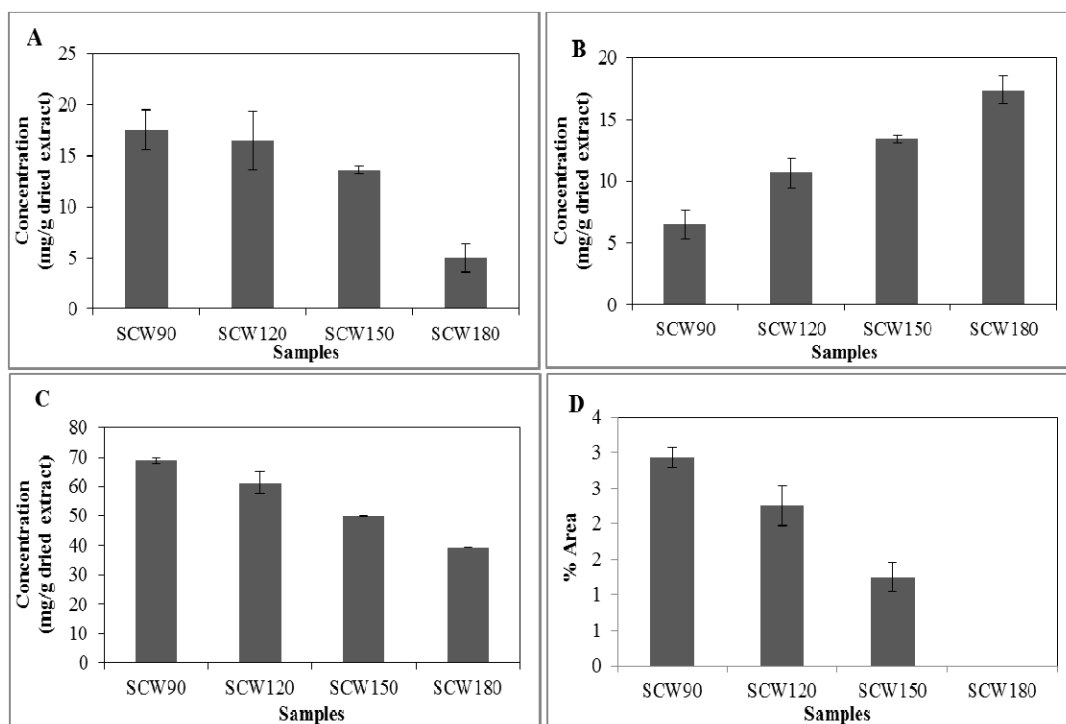 A
Concentration
(mg/g dried extract)
25
20
15
10
5
0
SCW90 SCW120 SCW150 SCW180
Samples
B
Concentration
(mg/g dried extract)
20
15
10
5
0
SCW90 SCW120 SCW150 SCW180
Samples
C
Concentration
(mg/g dried extract)
80
70
60
50
40
30
20
10
0
SCW90 SCW120 SCW150 SCW180
Samples
D
% Area
4
3
3
2
2
1
1
0
SCW90 SCW120 SCW150 SCW180
Samples